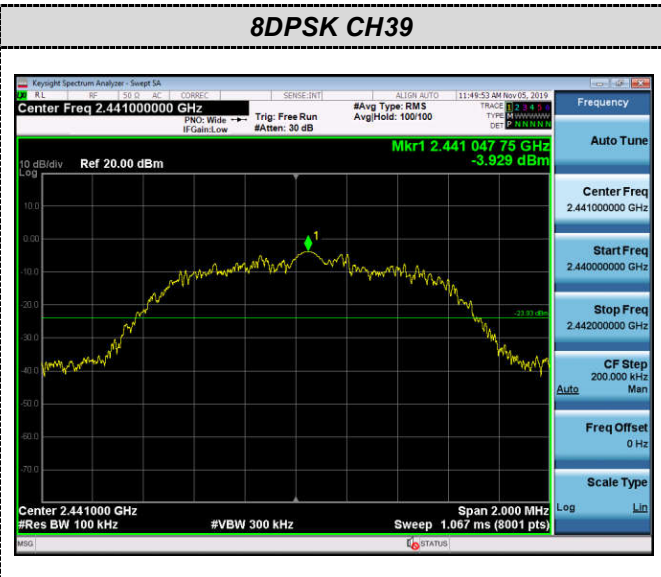 8DPSK CH39
Keysight Spectrum Analyzer - Swept SA
RL RF 50 Ω AC CORREC SENSE:INT ALIGN AUTO 11:49:53 AM Nov 05, 2019
Center Freq 2.441000000 GHz
PNO: Wide
IFGain:Low
Trig: Free Run
#Atten: 30 dB
#Avg Type: RMS
Avg|Hold: 100/100
TRACE 1 2 3 4 5 6
TYPE M WWWWW
DET P NNNNN
Mkr1 2.441 047 75 GHz
-3.929 dBm
10 dB/div Ref 20.00 dBm
Log
10.0
0.00
1
-10.0
-20.0
-23.93 dBm
-30.0
-40.0
-50.0
-60.0
-70.0
Center 2.441000 GHz
Span 2.000 MHz
#Res BW 100 kHz
#VBW 300 kHz
Sweep 1.067 ms (8001 pts)
MSG
STATUS
Frequency
Auto Tune
Center Freq
2.441000000 GHz
Start Freq
2.440000000 GHz
Stop Freq
2.442000000 GHz
CF Step
200.000 kHz
Auto Man
Freq Offset
0 Hz
Scale Type
Log Lin